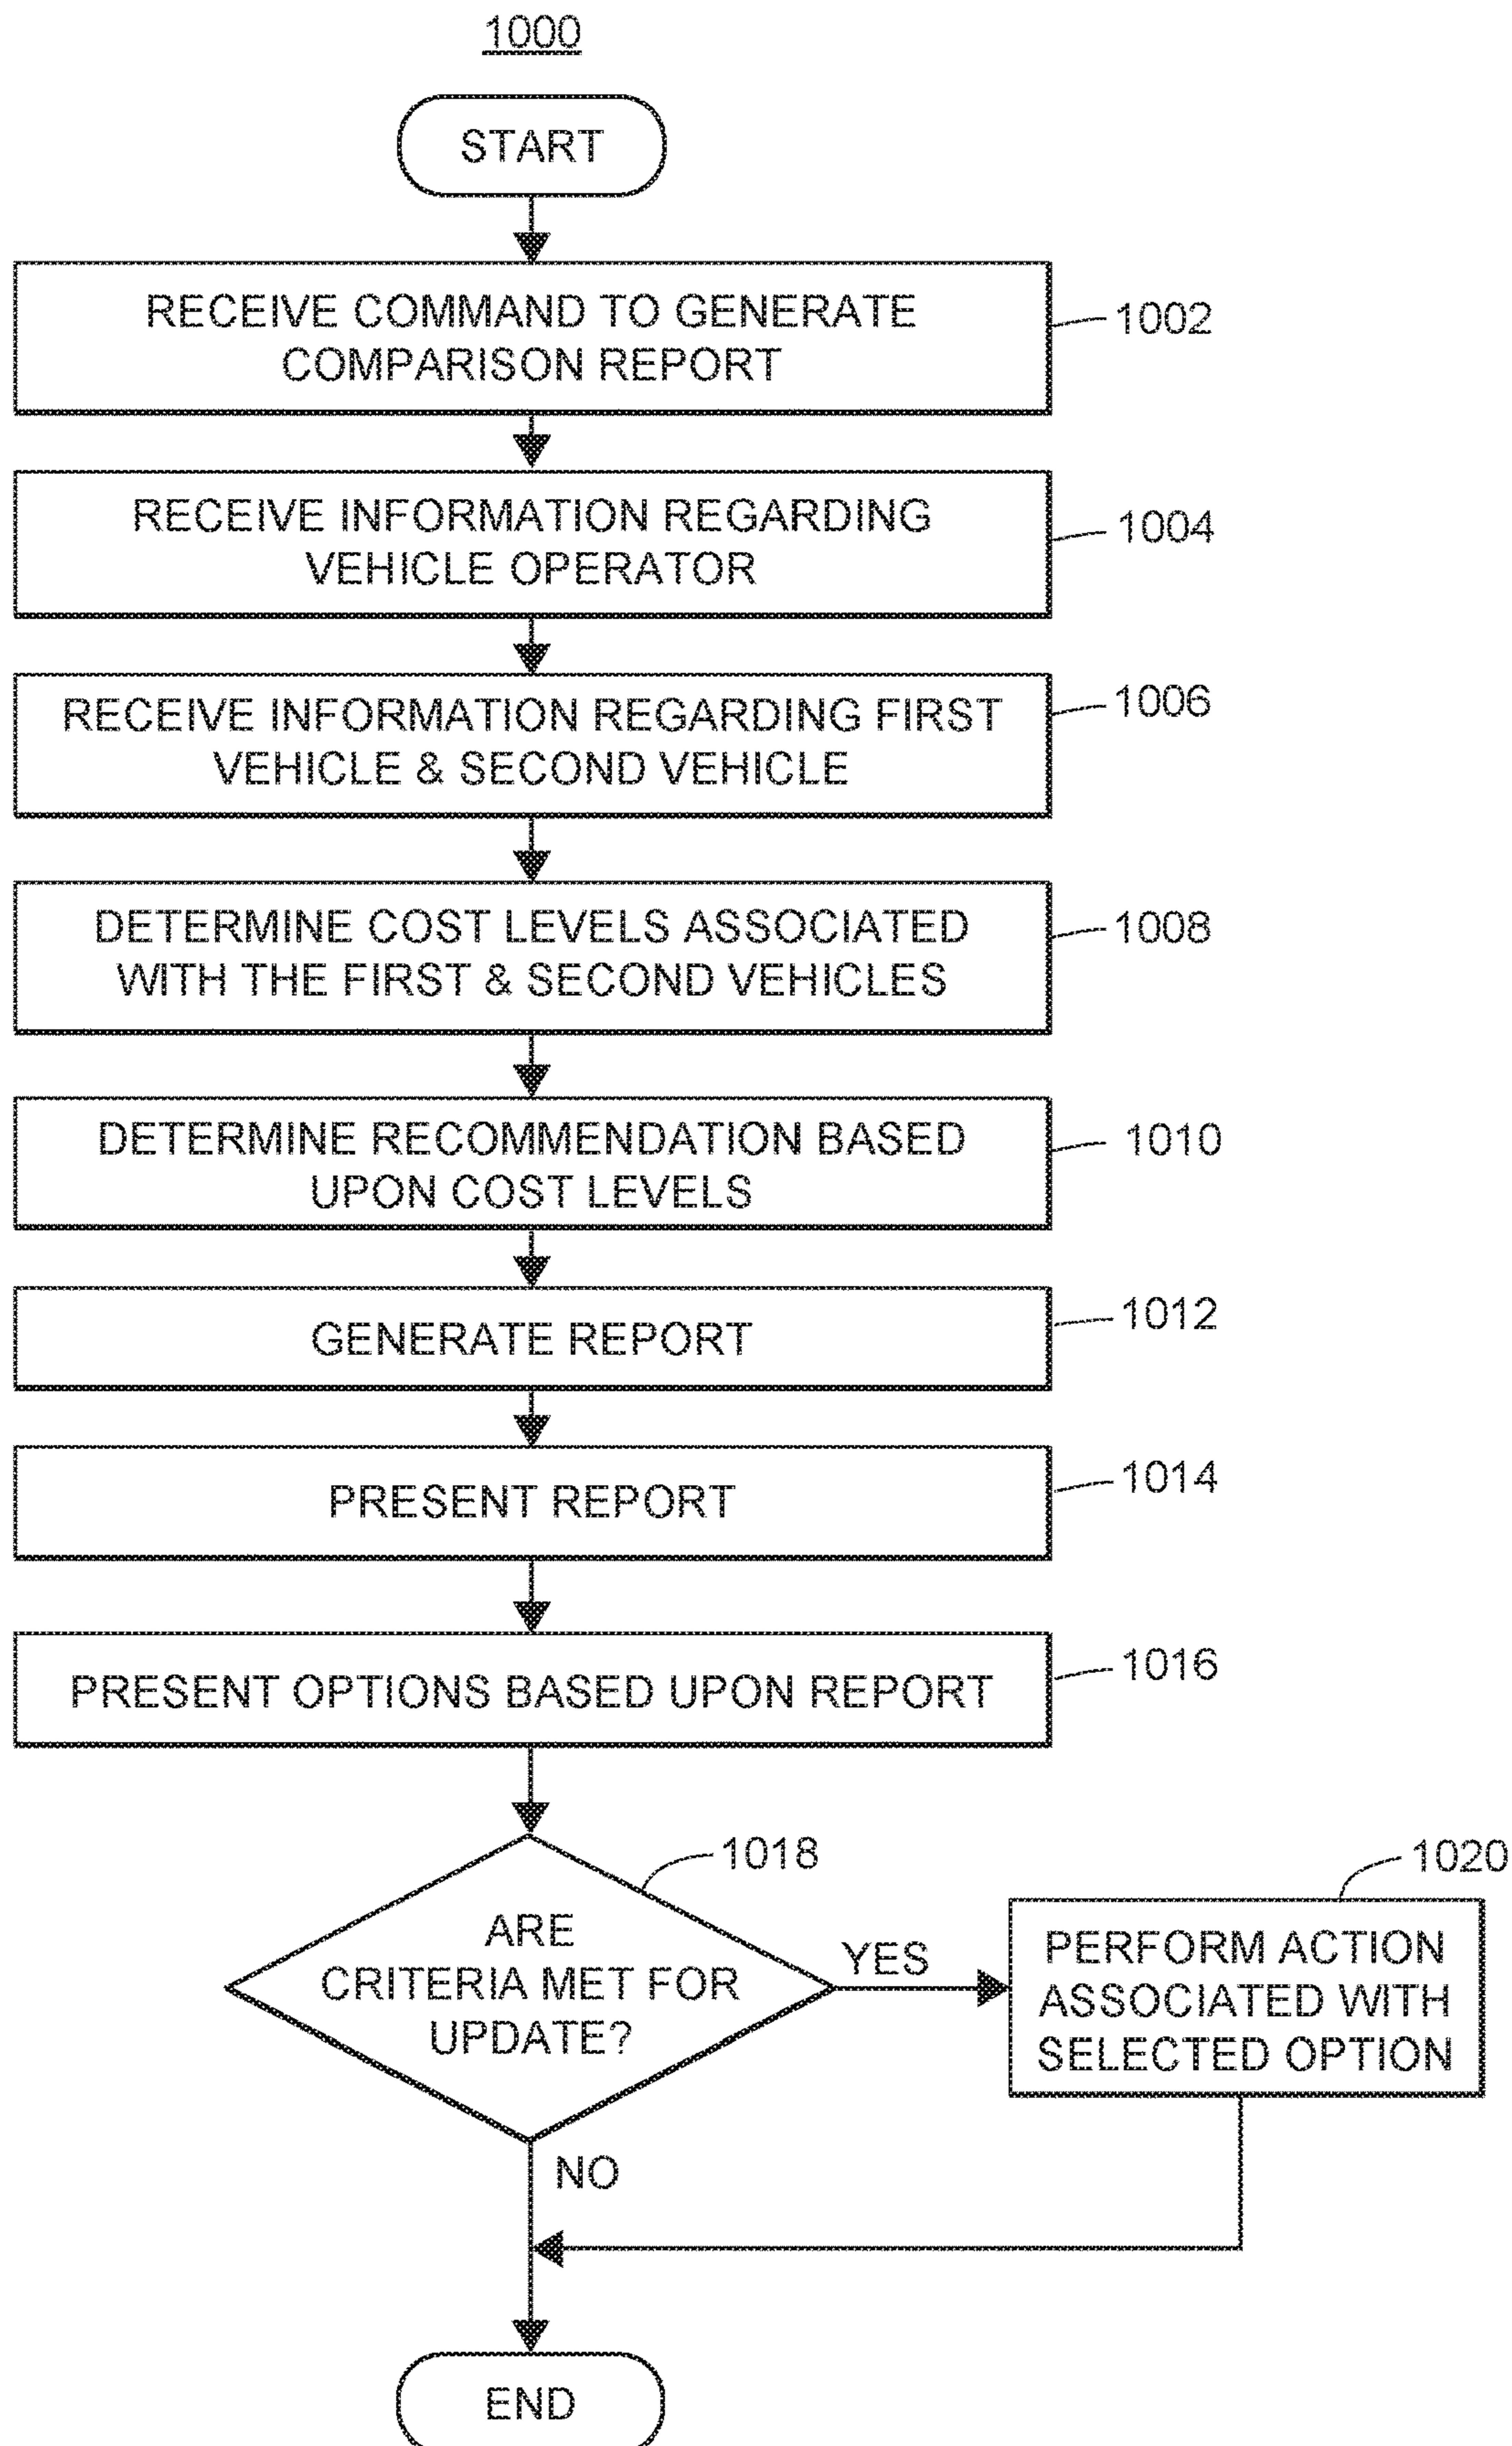 1000
START
RECEIVE COMMAND TO GENERATE
COMPARISON REPORT
1002
RECEIVE INFORMATION REGARDING
VEHICLE OPERATOR
1004
RECEIVE INFORMATION REGARDING FIRST
VEHICLE & SECOND VEHICLE
1006
DETERMINE COST LEVELS ASSOCIATED
WITH THE FIRST & SECOND VEHICLES
1008
DETERMINE RECOMMENDATION BASED
UPON COST LEVELS
1010
GENERATE REPORT
1012
PRESENT REPORT
1014
PRESENT OPTIONS BASED UPON REPORT
1016
1018
ARE
CRITERIA MET FOR
UPDATE?
YES
1020
PERFORM ACTION
ASSOCIATED WITH
SELECTED OPTION
NO
END